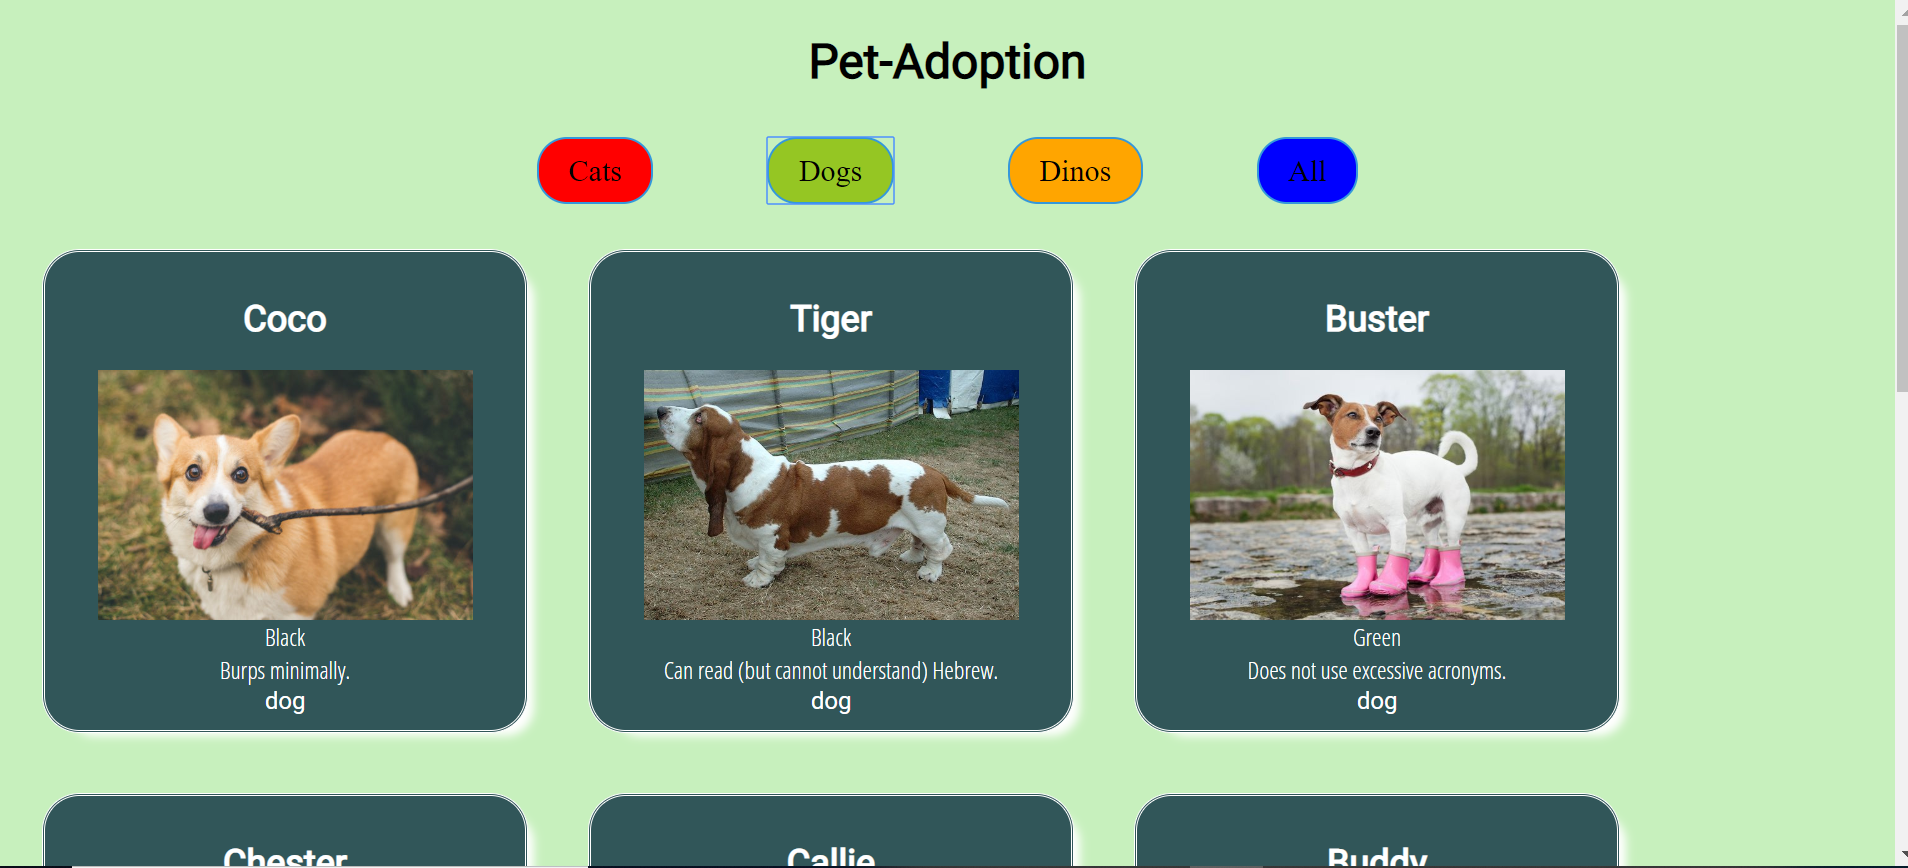 Pet-Adoption
Cats
Dogs
Dinos
All
Coco
Black
Burps minimally.
dog
Tiger
Black
Can read (but cannot understand) Hebrew.
dog
Buster
Green
Does not use excessive acronyms.
dog
Chester
Callie
Buddy